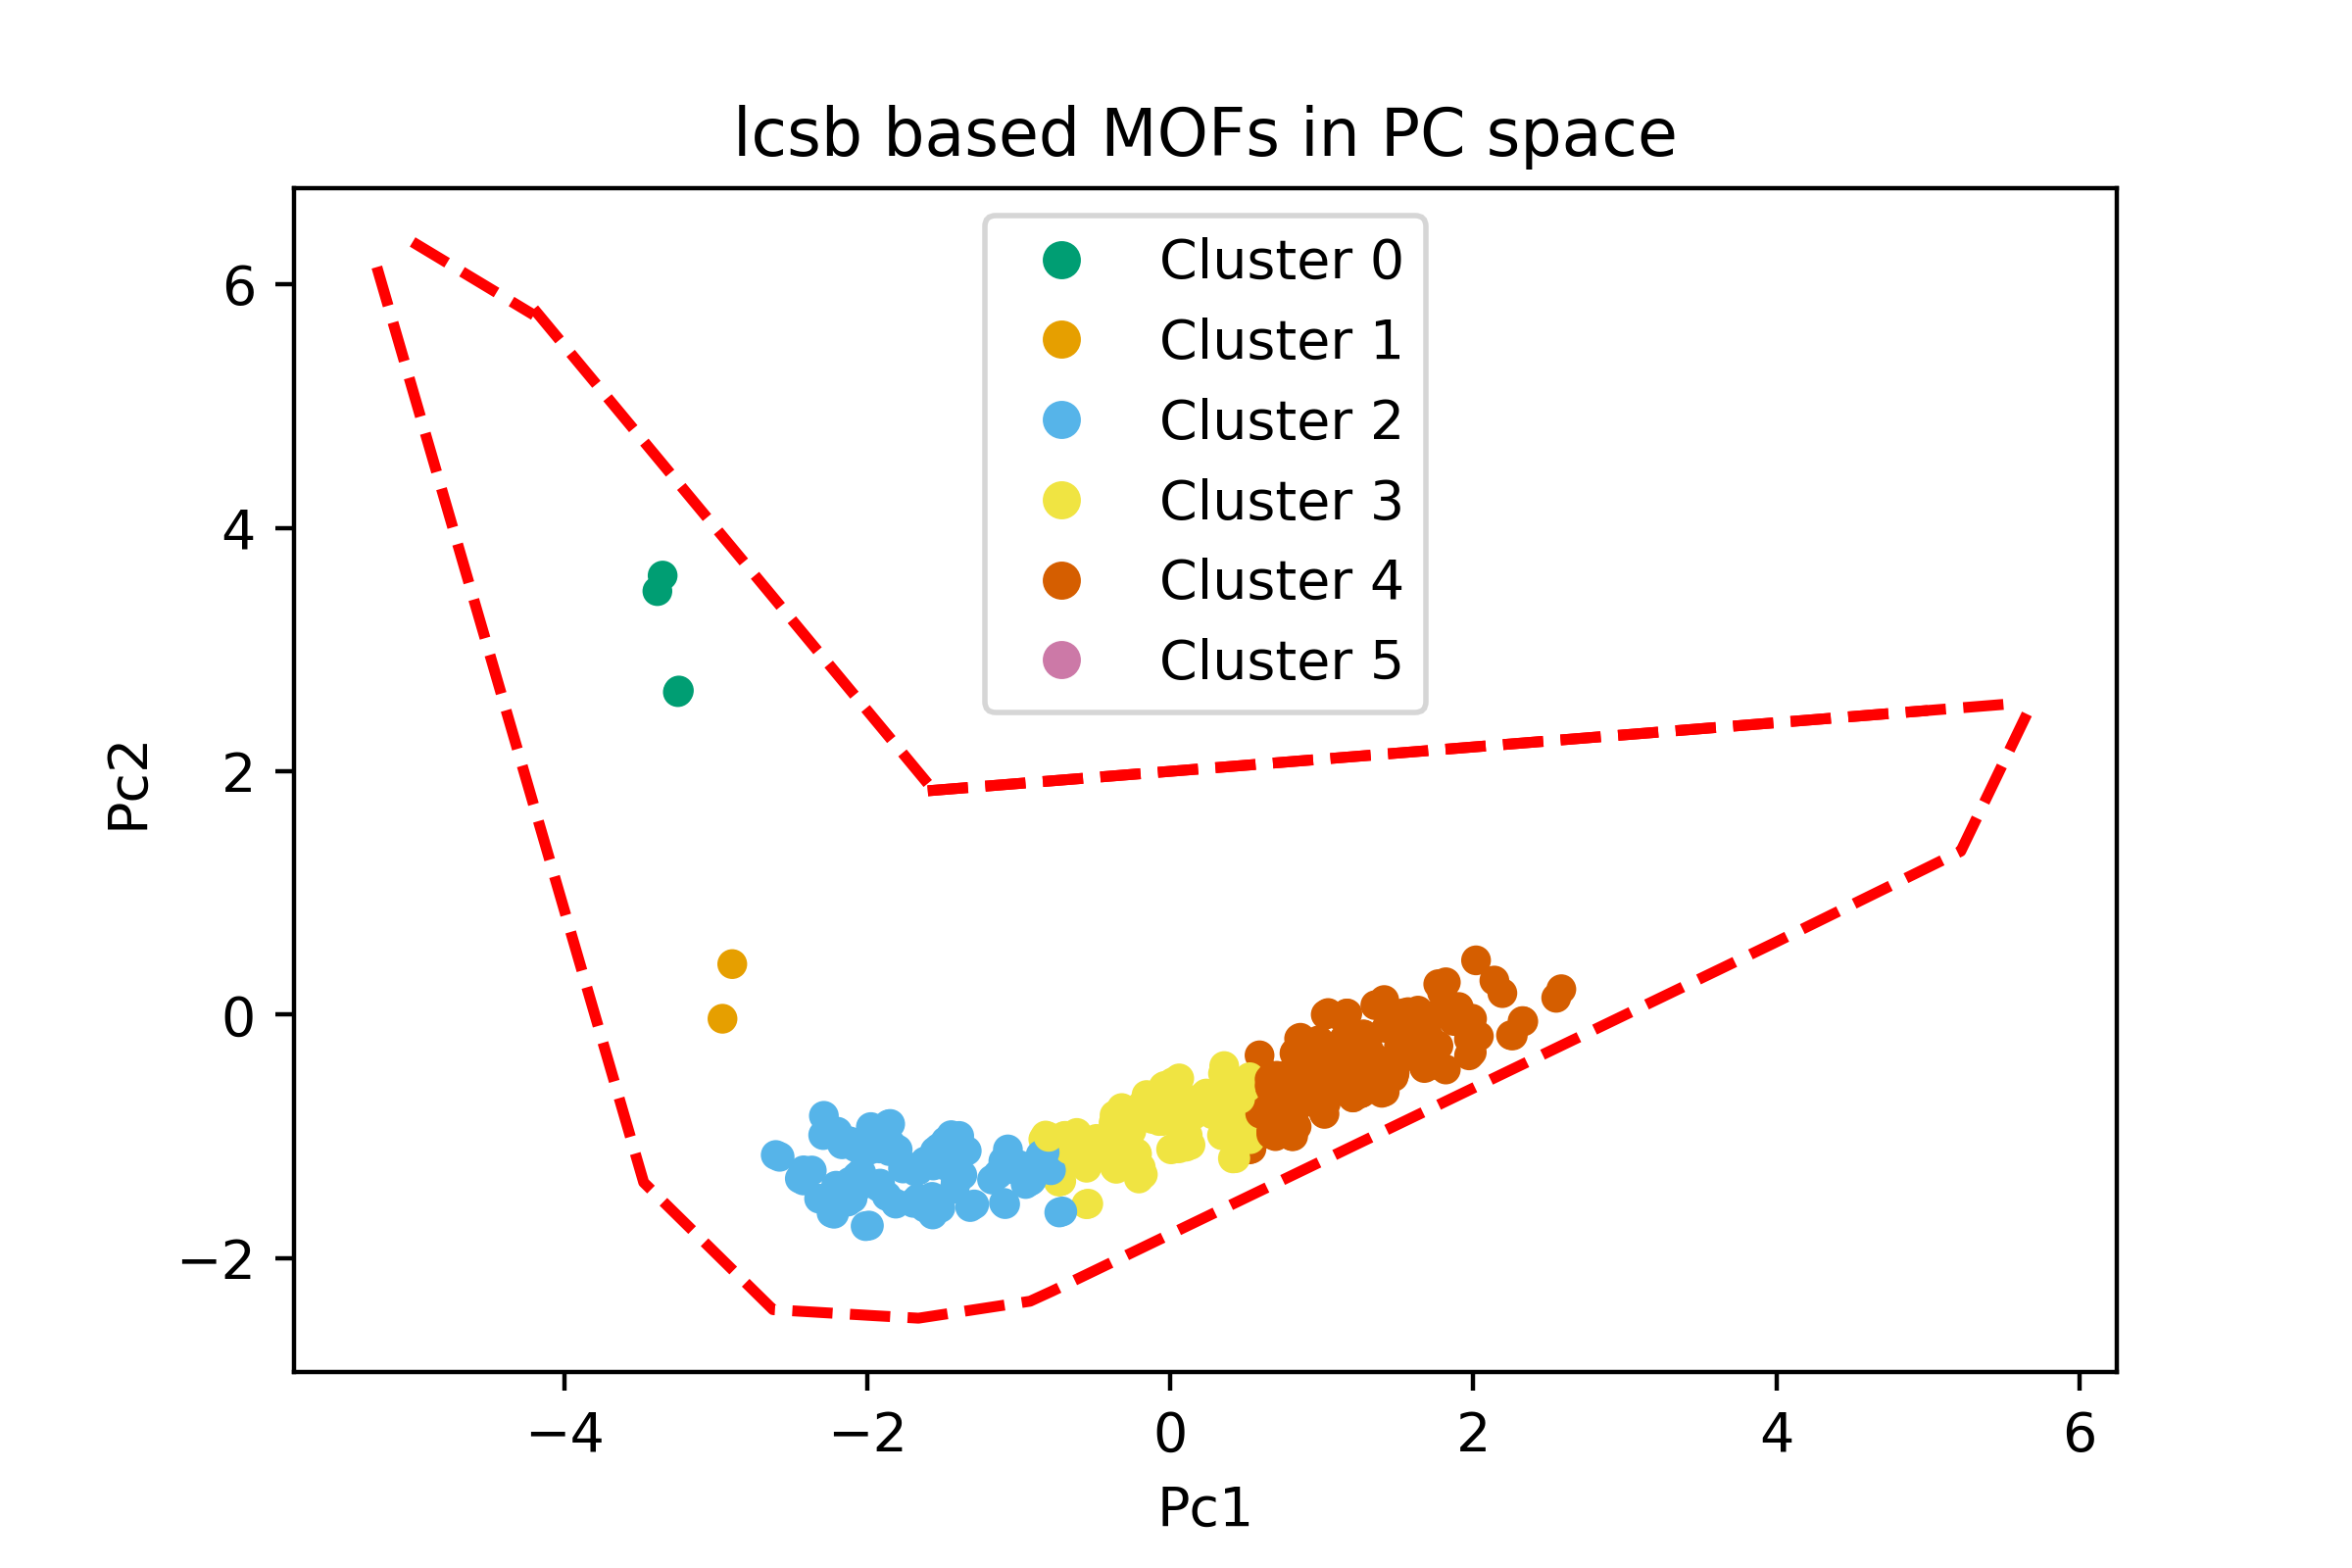 lcsb based MOFs in PC space
Cluster 0
Cluster 1
Cluster 2
Cluster 3
Cluster 4
Cluster 5
6
4
2
0
−2
Pc2
−4 −2 0 2 4 6
Pc1